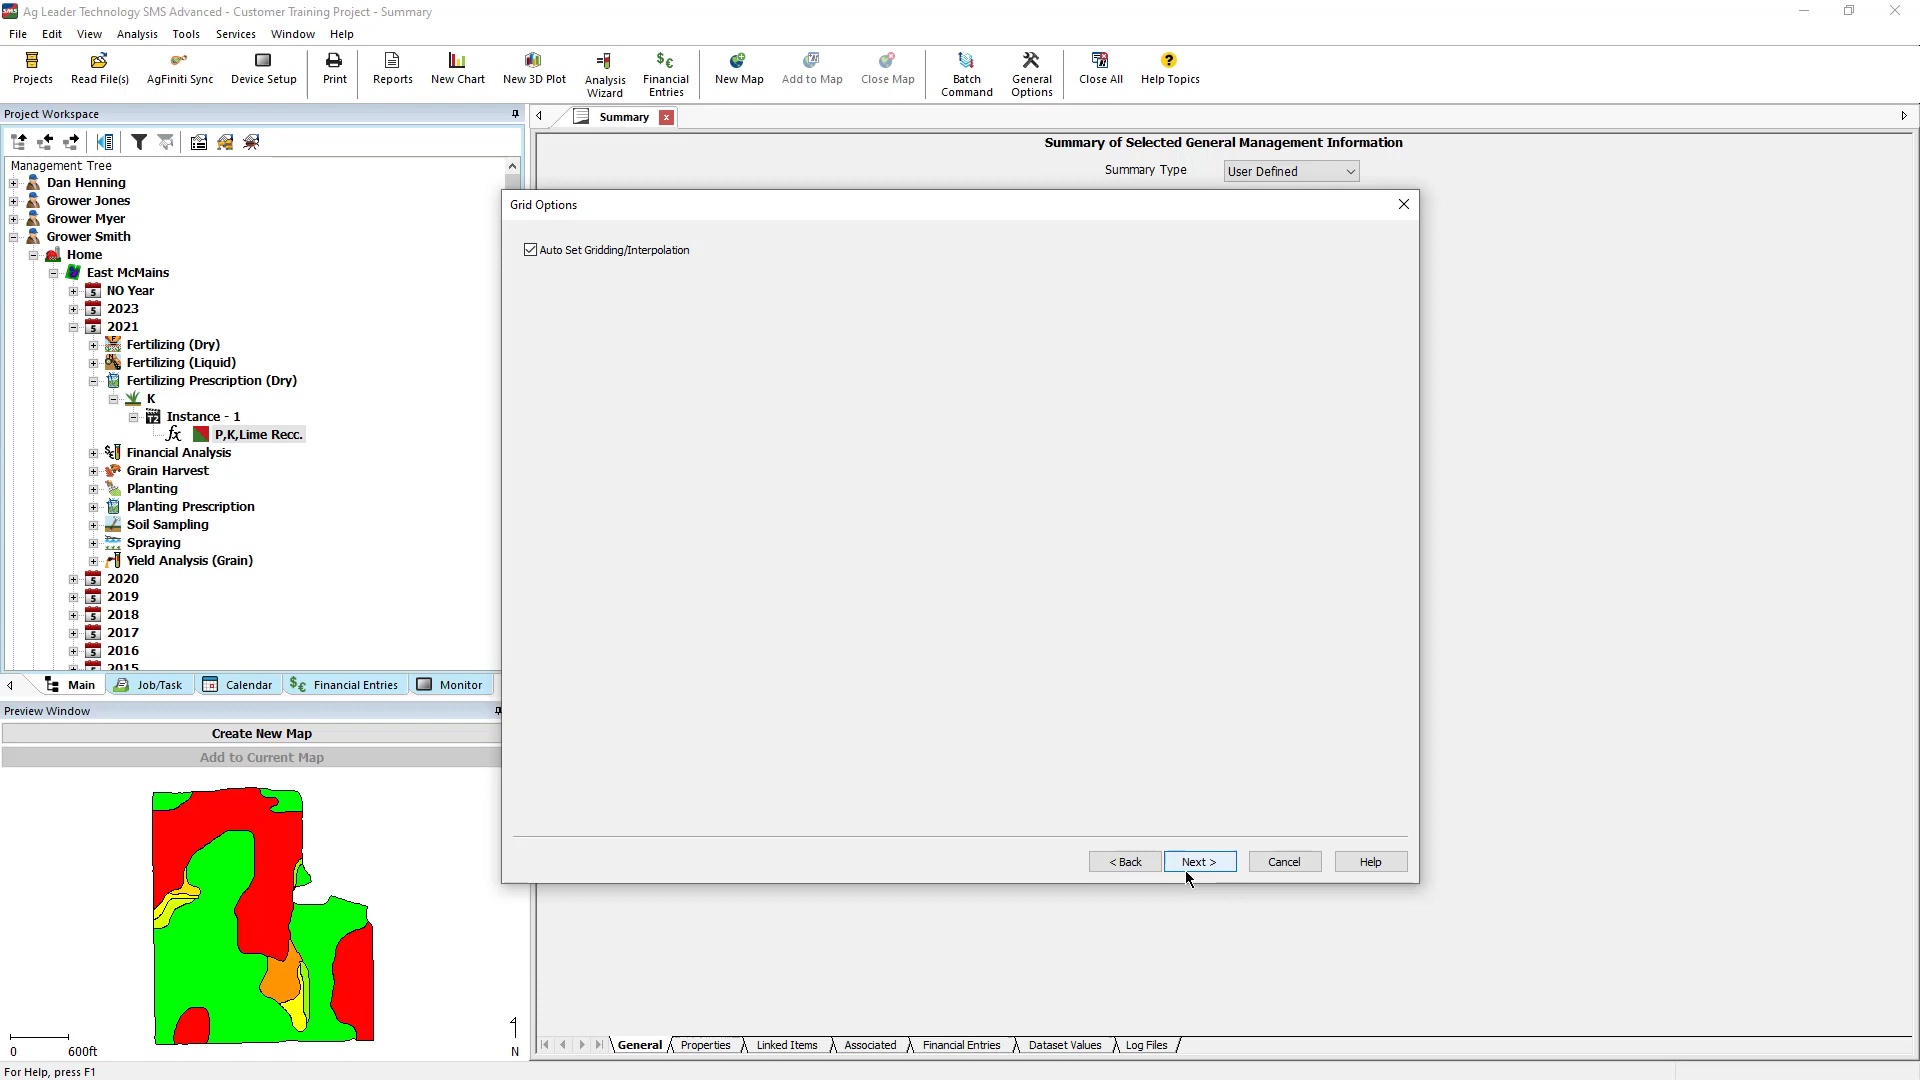 Ag Leader Technology SMS Advanced - Customer Training Project - Summary
File Edit View Analysis Tools Services Window Help
Projects Read File(s) AgFiniti Sync Device Setup Print Reports New Chart New 3D Plot Analysis Wizard Financial Entries New Map Add to Map Close Map Batch Command General Options Close All Help Topics
Project Workspace
Summary
Summary of Selected General Management Information
Summary Type User Defined
Management Tree
Dan Henning
Grower Jones
Grower Myer
Grower Smith
Home
East McMains
NO Year
2023
2021
Fertilizing (Dry)
Fertilizing (Liquid)
Fertilizing Prescription (Dry)
K
Instance - 1
P,K,Lime Recc.
Financial Analysis
Grain Harvest
Planting
Planting Prescription
Soil Sampling
Spraying
Yield Analysis (Grain)
2020
2019
2018
2017
2016
2015
Main Job/Task Calendar Financial Entries Monitor
Preview Window
Create New Map
Add to Current Map
0 600ft
N
Grid Options
Auto Set Gridding/Interpolation
< Back Next > Cancel Help
General Properties Linked Items Associated Financial Entries Dataset Values Log Files
For Help, press F1